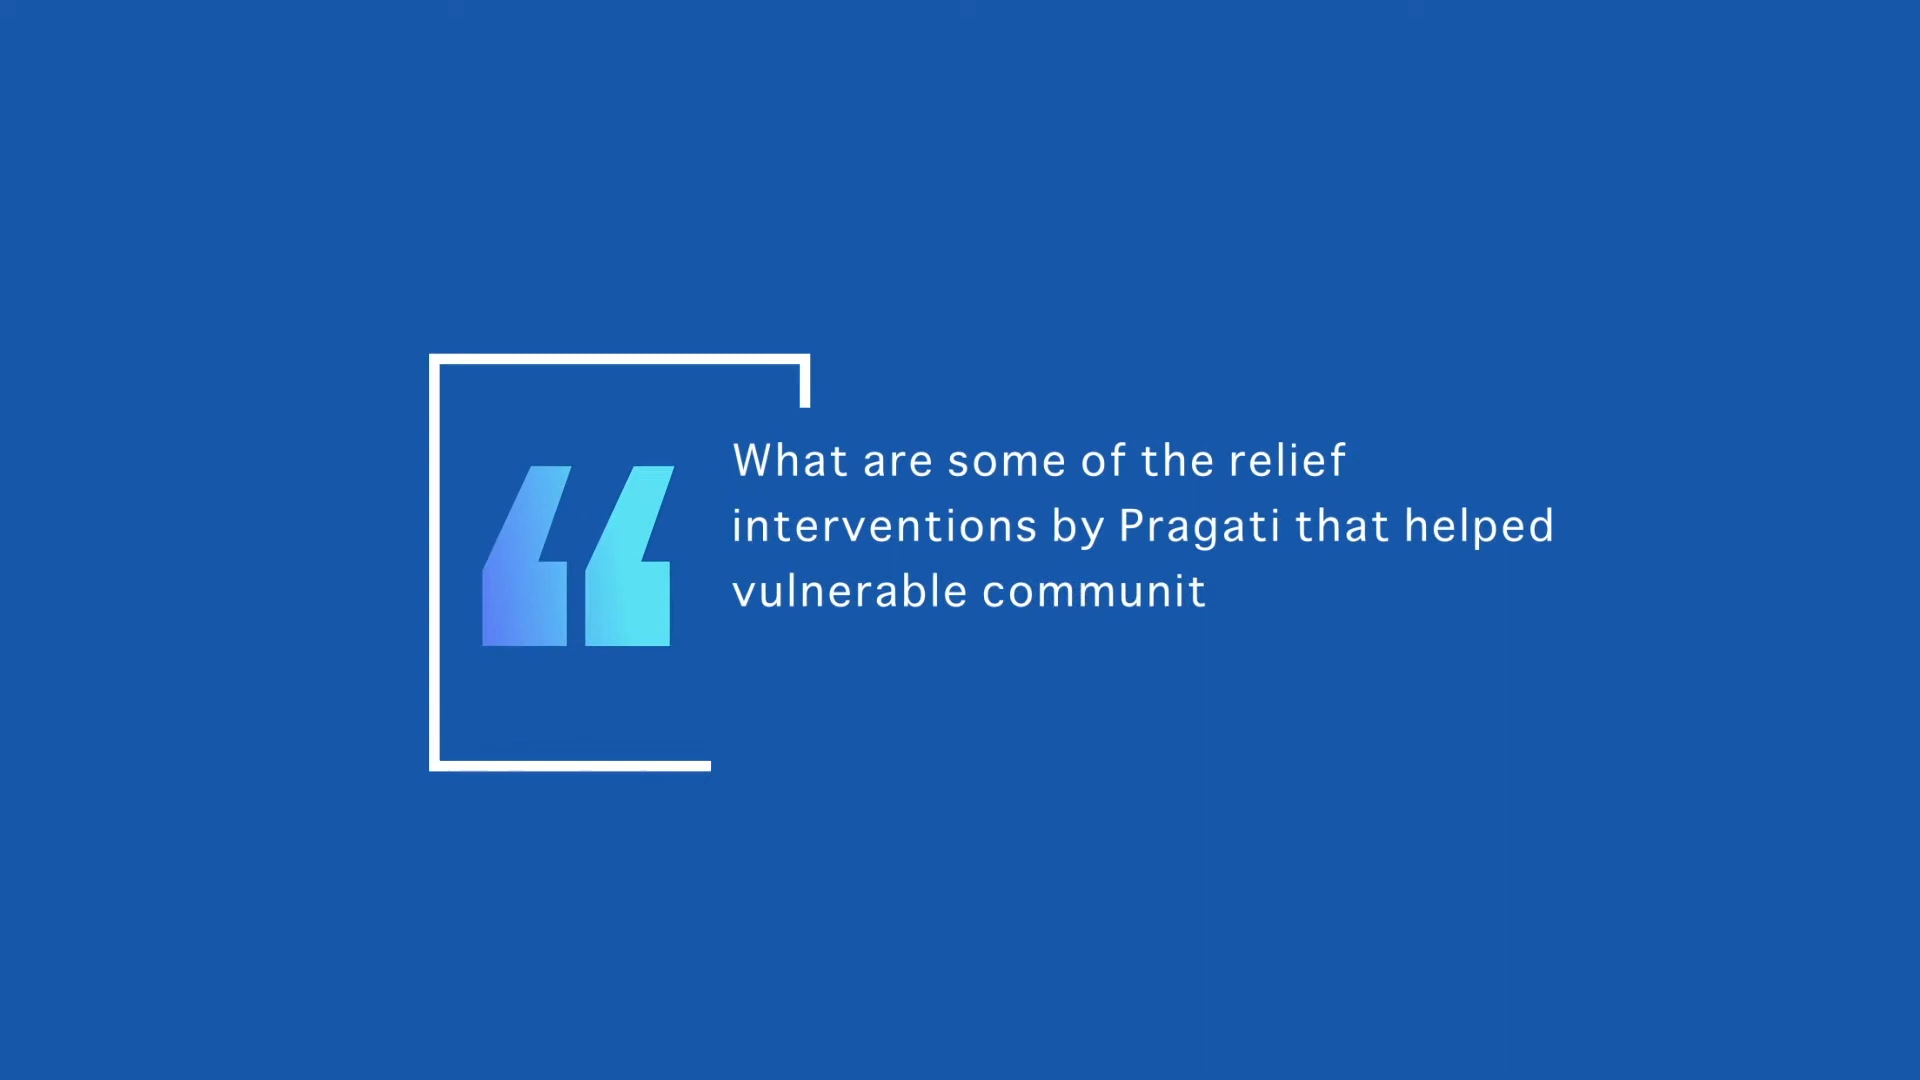 What are some of the relief
interventions by Pragati that helped
vulnerable communit